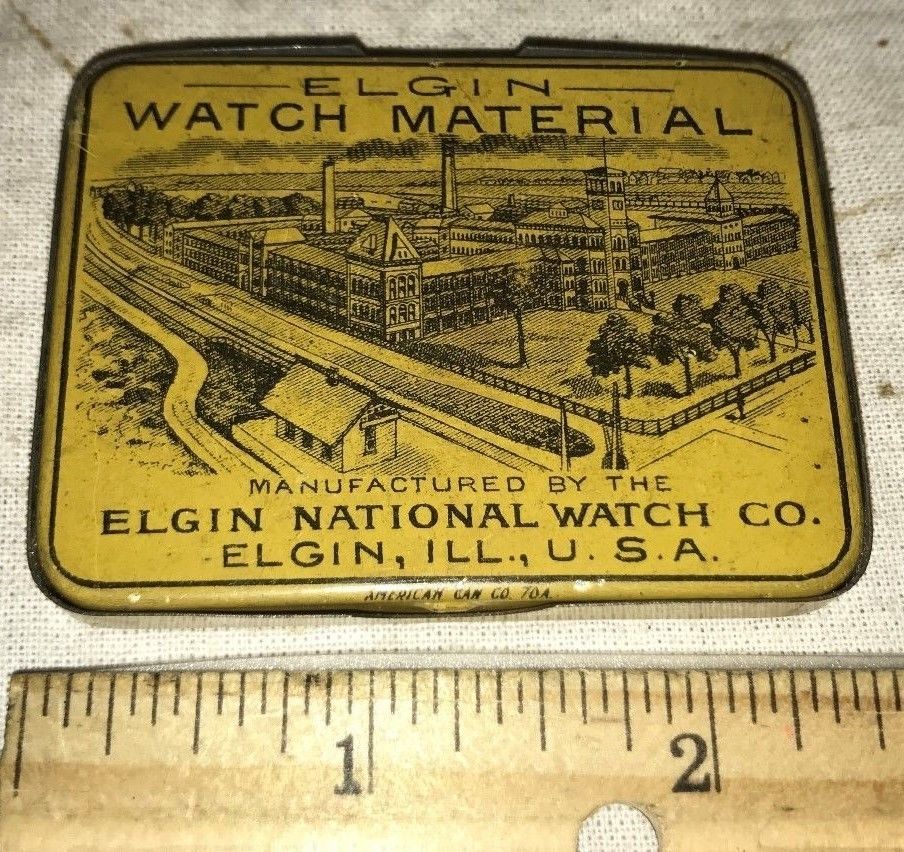 ELGIN
WATCH MATERIAL
MANUFACTURED BY THE
ELGIN NATIONAL WATCH CO.
ELGIN, ILL., U. S. A.
AMERICAN CAN CO. 70A.
1 2